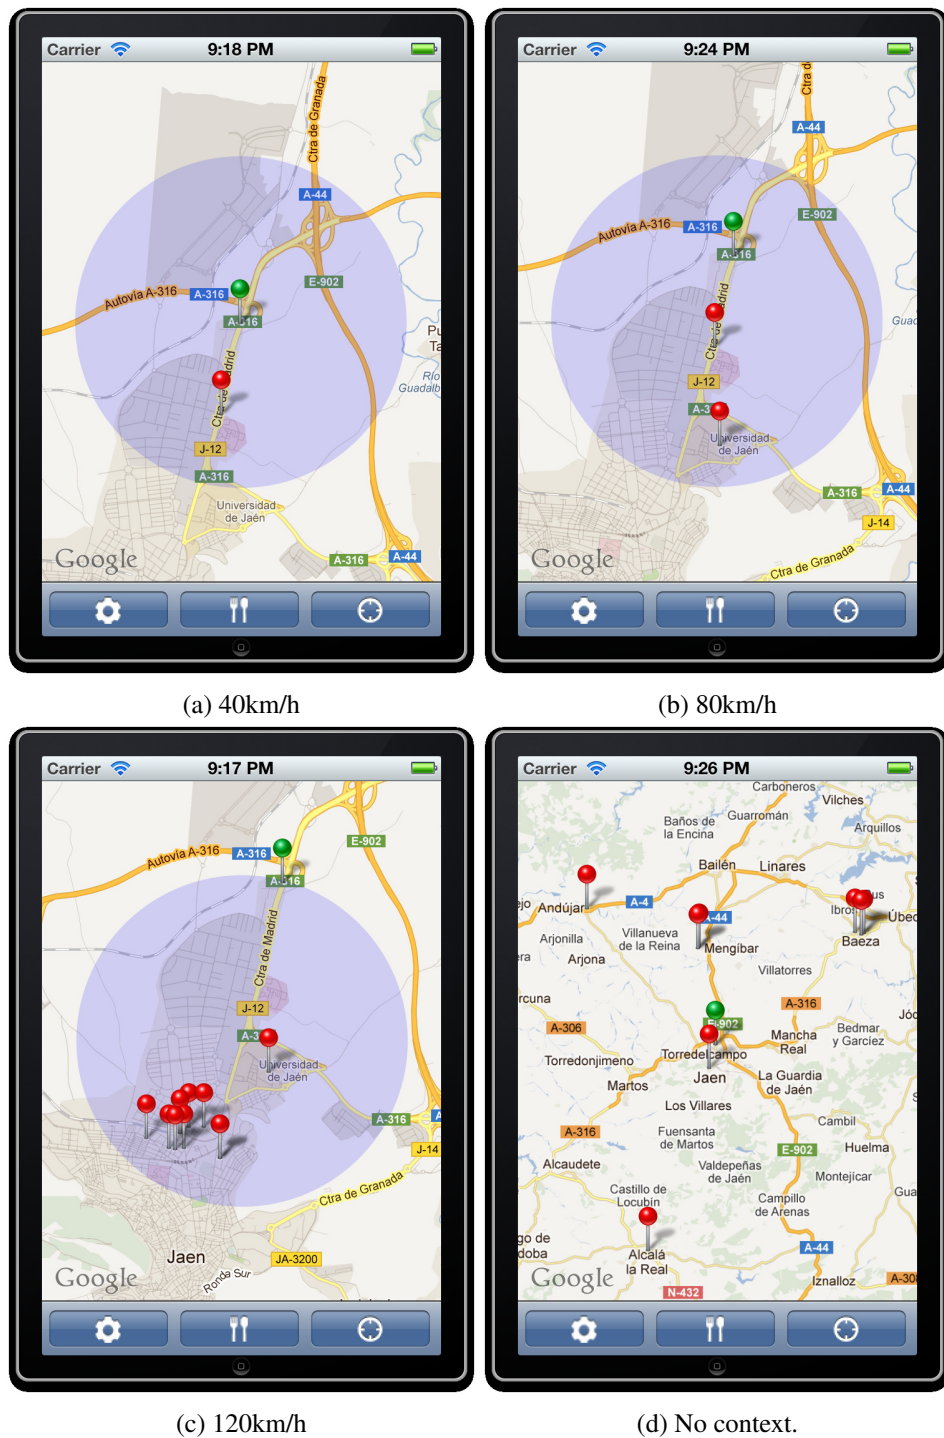 Carrier 9:18 PM
Ctra de Granada
A-44
E-902
Autovía A-316
A-316
A-316
Ctra de Madrid
Río
Guadalb
J-12
A-316
Universidad
de Jaén
A-316
A-44
Google
(a) 40km/h
Carrier 9:24 PM
Ctra d
A-44
E-902
Autovía A-316
A-316
A-316
J-12
Universidad
de Jaén
A-316
A-44
J-14
Ctra de Granada
Google
(b) 80km/h
Carrier 9:17 PM
E-902
Autovía A-316
A-316
A-316
Ctra de Madrid
J-12
Universidad
de Jaén
A-316
J-14
Ctra de Granada
Jaen
JA-3200
Ronda Sur
Google
(c) 120km/h
Carrier 9:26 PM
Carboneros
Vilches
Baños de
la Encina
Guarromán
Arquillos
Bailén
Linares
Andújar
A-4
A-44
Villanueva
de la Reina
Mengíbar
Baeza
Arjonilla
Arjona
Villatorres
A-316
E-902
A-306
Mancha
Real
Bedmar
y Garcíez
Torredonjimeno
Torredelcampo
Jaen
Martos
La Guardia
de Jaén
Los Villares
Cambil
A-316
Fuensanta
de Martos
E-902
Huelma
Alcaudete
Valdepeñas
de Jaén
Montejícar
Castillo de
Locubín
Campillo
de Arenas
Alcalá
la Real
A-44
Iznalloz
N-432
Google
(d) No context.